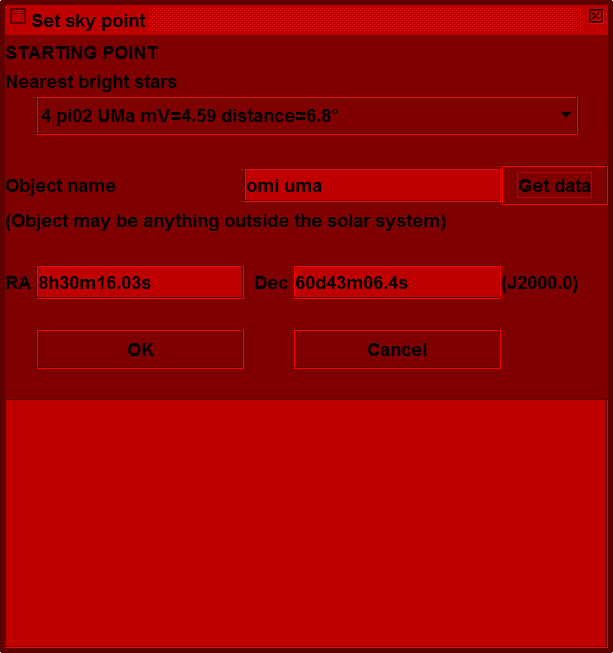 Set sky point
STARTING POINT
Nearest bright stars
4 pi02 UMa mV=4.59 distance=6.8°
Object name omi uma Get data
(Object may be anything outside the solar system)
RA 8h30m16.03s Dec 60d43m06.4s (J2000.0)
OK Cancel